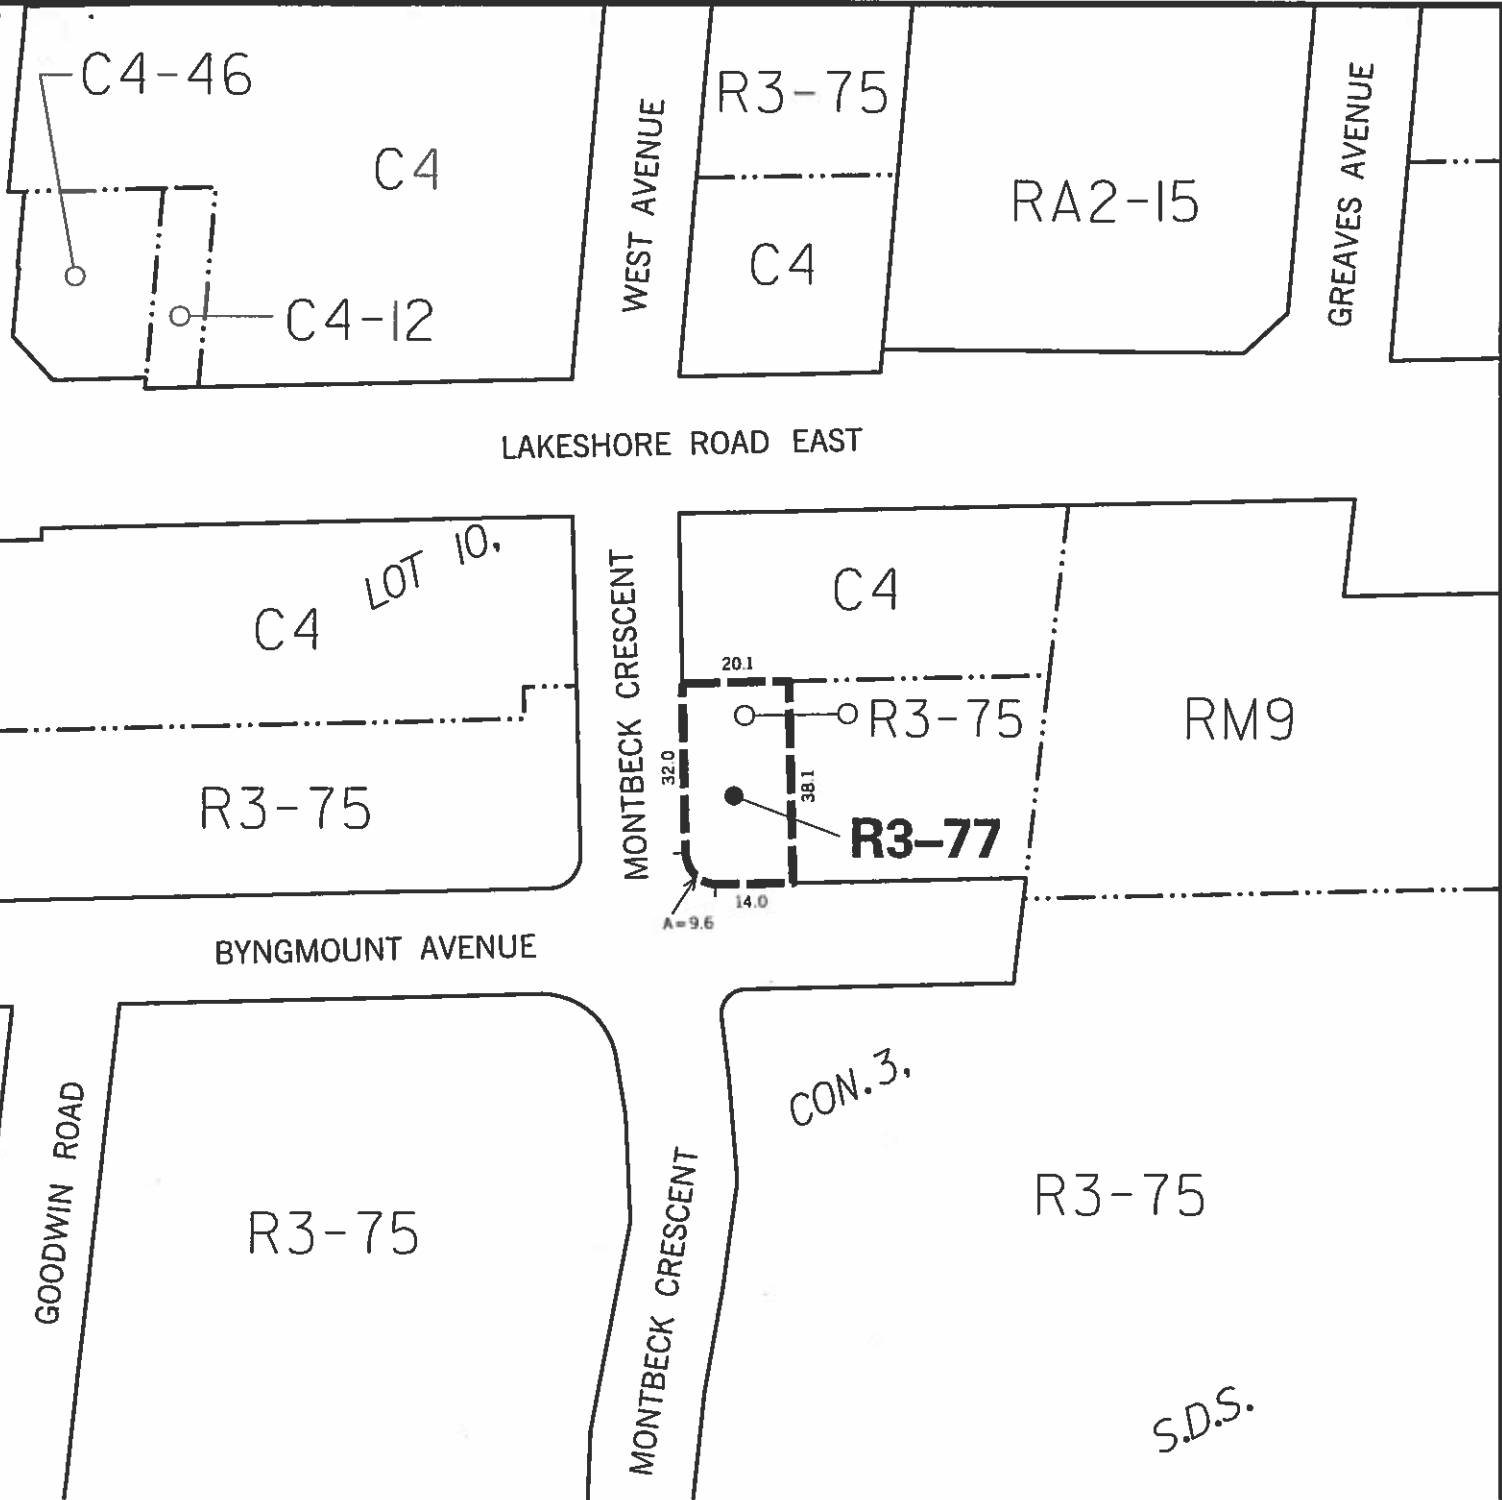 C4-46
C4
WEST AVENUE
R3-75
C4
RA2-15
GREAVES AVENUE
C4-12
LAKESHORE ROAD EAST
LOT 10,
C4
MONTBECK CRESCENT
C4
20.1
R3-75
RM9
32.0
38.1
R3-75
R3-77
14.0
A=9.6
BYNGMOUNT AVENUE
CON. 3,
GOODWIN ROAD
R3-75
MONTBECK CRESCENT
R3-75
S.D.S.